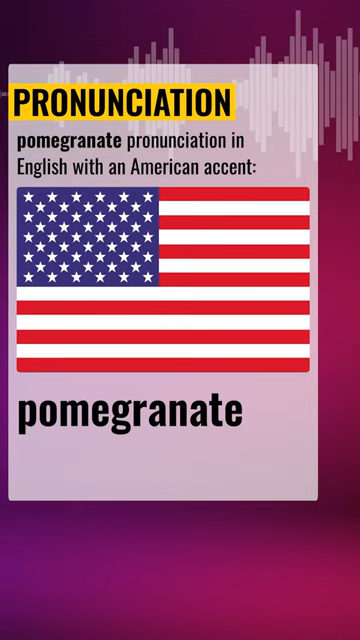 PRONUNCIATION
pomegranate pronunciation in
English with an American accent:
pomegranate